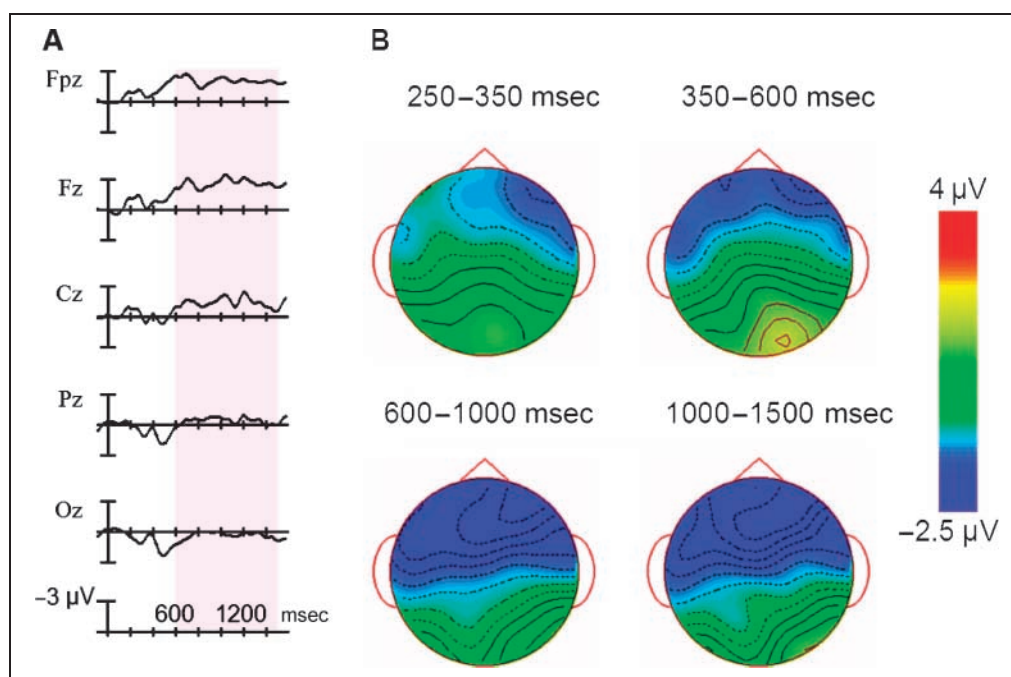 A
Fpz
Fz
Cz
Pz
Oz
−3 μV
600 1200 msec
B
250–350 msec 350–600 msec
600–1000 msec 1000–1500 msec
4 μV
−2.5 μV